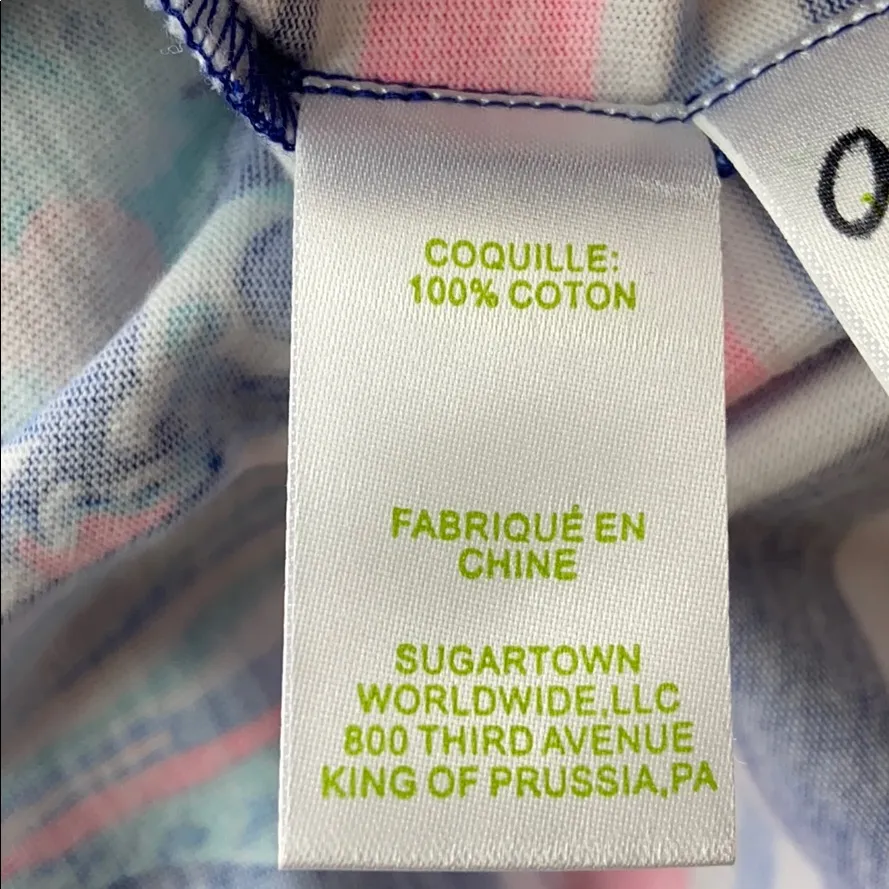 COQUILLE:
100% COTON
FABRIQUÉ EN
CHINE
SUGARTOWN
WORLDWIDE,LLC
800 THIRD AVENUE
KING OF PRUSSIA,PA